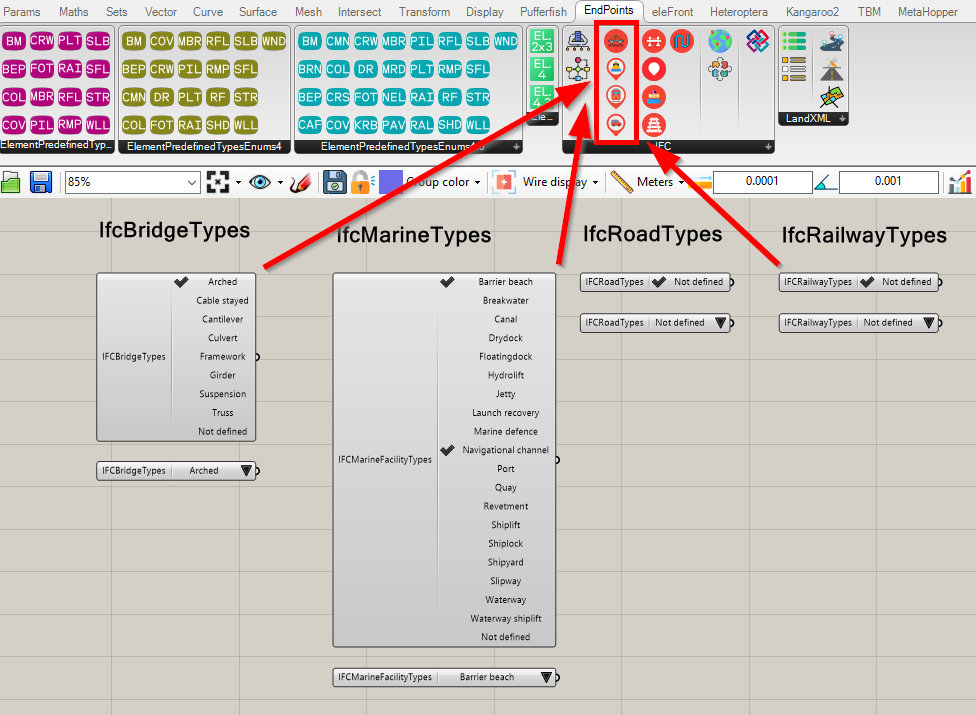 Params Maths Sets Vector Curve Surface Mesh Intersect Transform Display Pufferfish EndPoints eleFront Heteroptera Kangaroo2 TBM MetaHopper
BM CRW PLT SLB BM COV MBR RFL SLB WND BM CMN CRW MBR PIL RFL SLB WND EL 2x3
BEP FOT RAI SFL BEP CRW PIL RMP SFL BRN COL DR MRD PLT RMP SFL EL 4
COL MBR RFL STR CMN DR PLT RF STR BEP CRS FOT NEL RAI RF STR EL 4.3
COV PIL RMP WLL COL FOT RAI SHD WLL CAF COV KRB PAV RAL SHD WLL
ElementPredefinedTyp... ElementPredefinedTypesEnums4 ElementPredefinedTypesEnums4 Ele... IFC LandXML
85% Group color Wire display Meters 0.0001 0.001
IfcBridgeTypes IfcMarineTypes IfcRoadTypes IfcRailwayTypes
IFCBridgeTypes
Arched
Cable stayed
Cantilever
Culvert
Framework
Girder
Suspension
Truss
Not defined
IFCBridgeTypes Arched
IFCMarineFacilityTypes
Barrier beach
Breakwater
Canal
Drydock
Floatingdock
Hydrolift
Jetty
Launch recovery
Marine defence
Navigational channel
Port
Quay
Revetment
Shiplift
Shiplock
Shipyard
Slipway
Waterway
Waterway shiplift
Not defined
IFCMarineFacilityTypes Barrier beach
IFCRoadTypes Not defined
IFCRoadTypes Not defined
IFCRailwayTypes Not defined
IFCRailwayTypes Not defined